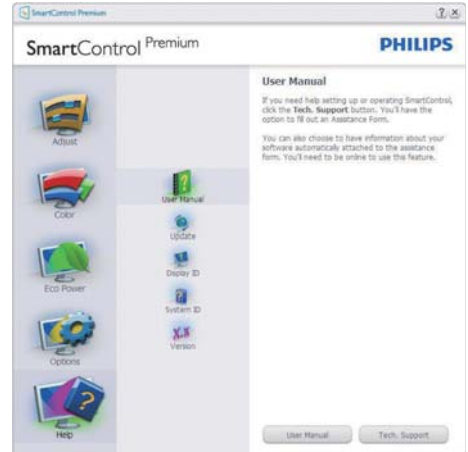 SmartControl Premium
? x
SmartControl Premium
PHILIPS
Adjust
Color
Eco Power
Options
Help
User Manual
Update
Display ID
System ID
X.x
Version
User Manual
If you need help setting up or operating SmartControl,
click the Tech. Support button. You'll have the
option to fill out an Assistance Form.
You can also choose to have information about your
software automatically attached to the assistance
form. You'll need to be online to use this feature.
User Manual
Tech. Support